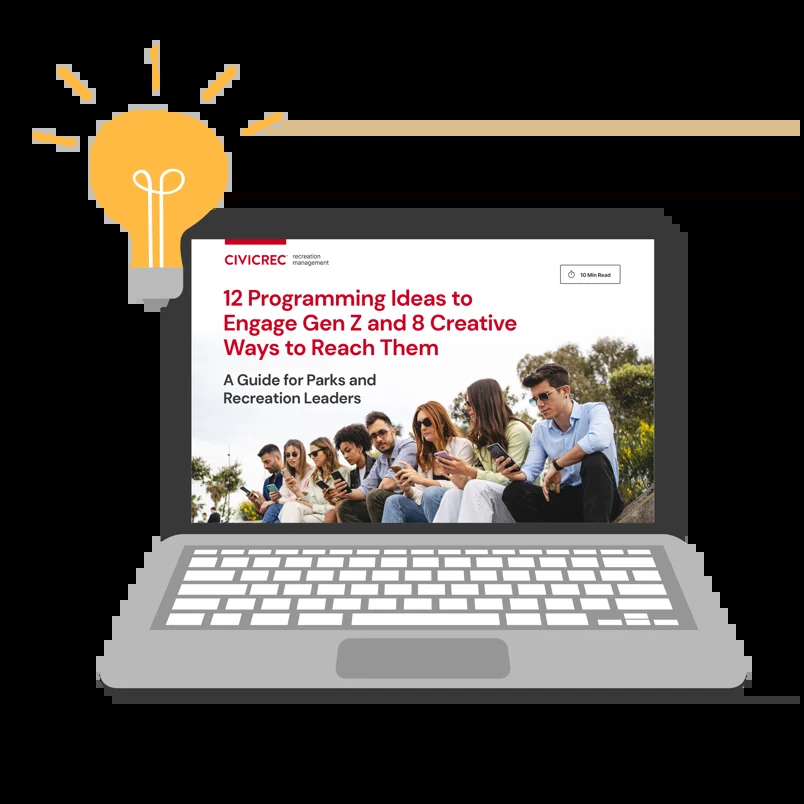 CIVICREC® recreation
management
10 Min Read
12 Programming Ideas to
Engage Gen Z and 8 Creative
Ways to Reach Them
A Guide for Parks and
Recreation Leaders